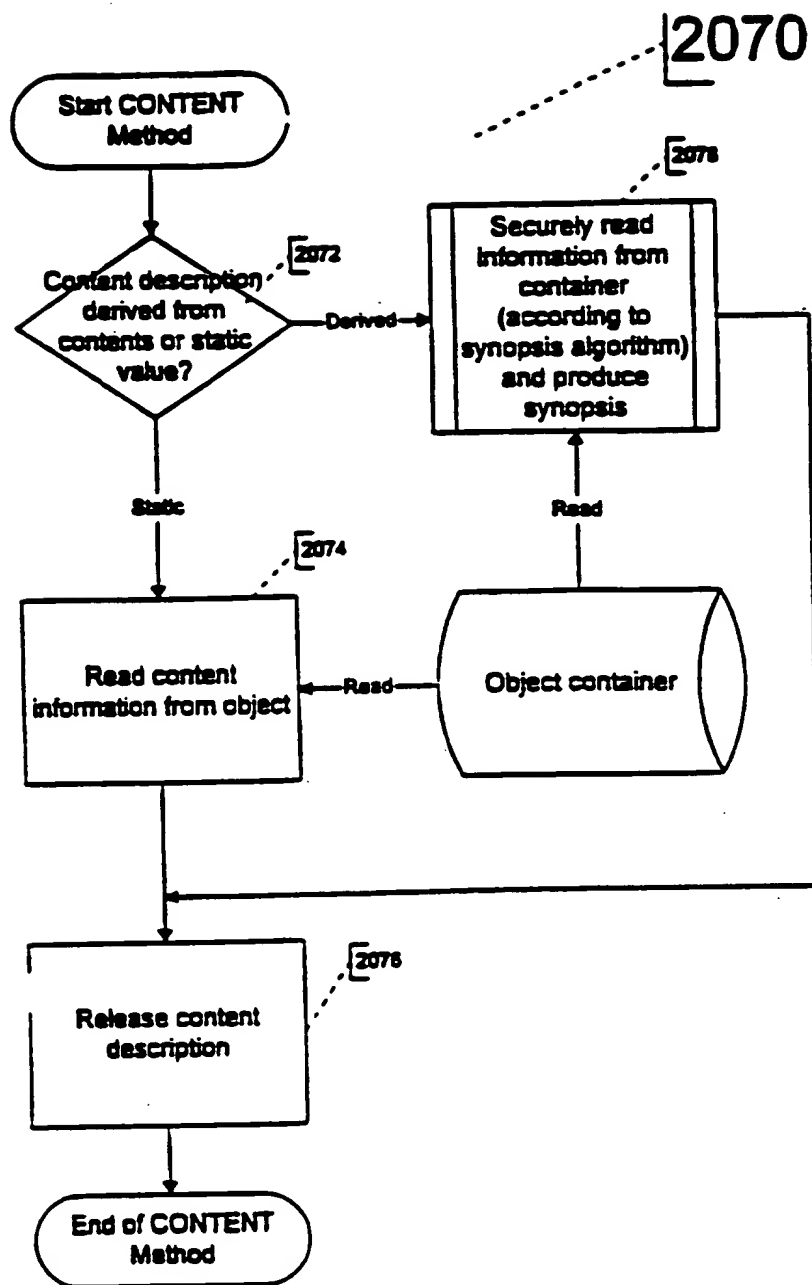 2070
Start CONTENT
Method
2078
Securely read
information from
container
(according to
synopsis algorithm)
and produce
synopsis
2072
Content description
derived from
contents or static
value?
Derived
Static
Read
2074
Read content
information from object
Read
Object container
2076
Release content
description
End of CONTENT
Method